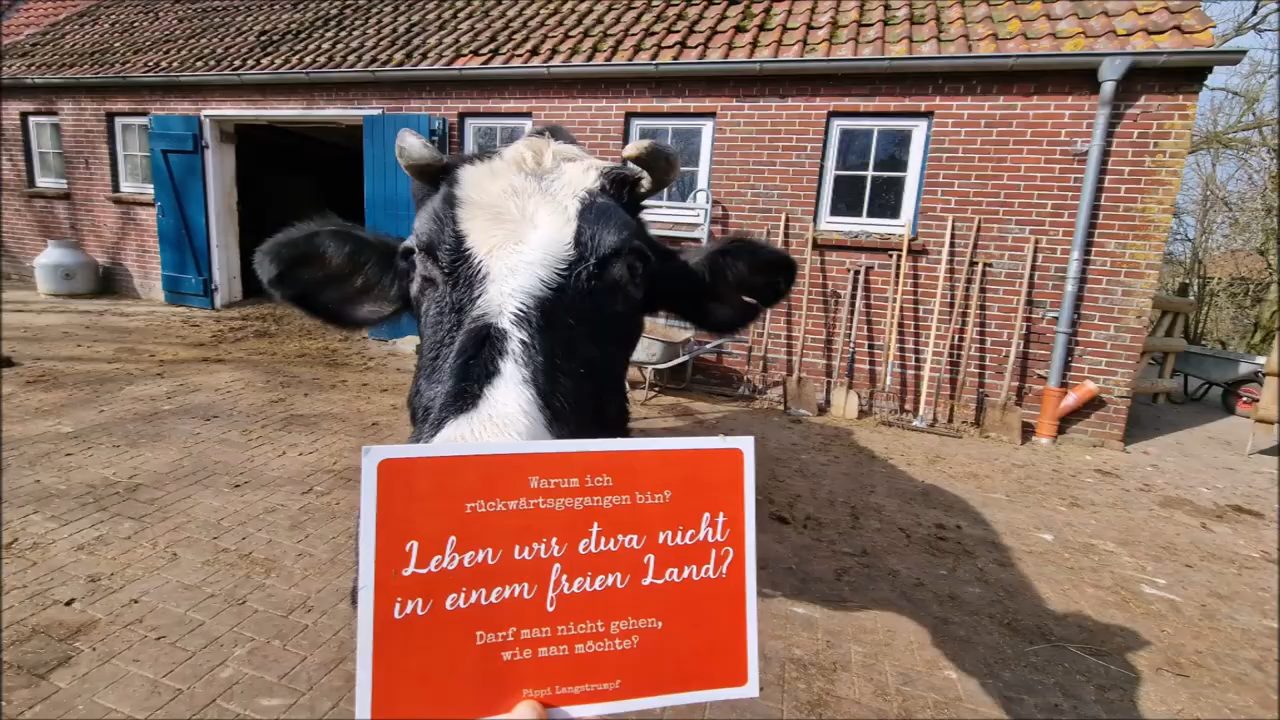 Warum ich
rückwärtsgegangen bin?
Leben wir etwa nicht
in einem freien Land?
Darf man nicht gehen,
wie man möchte?
Pippi Langstrumpf